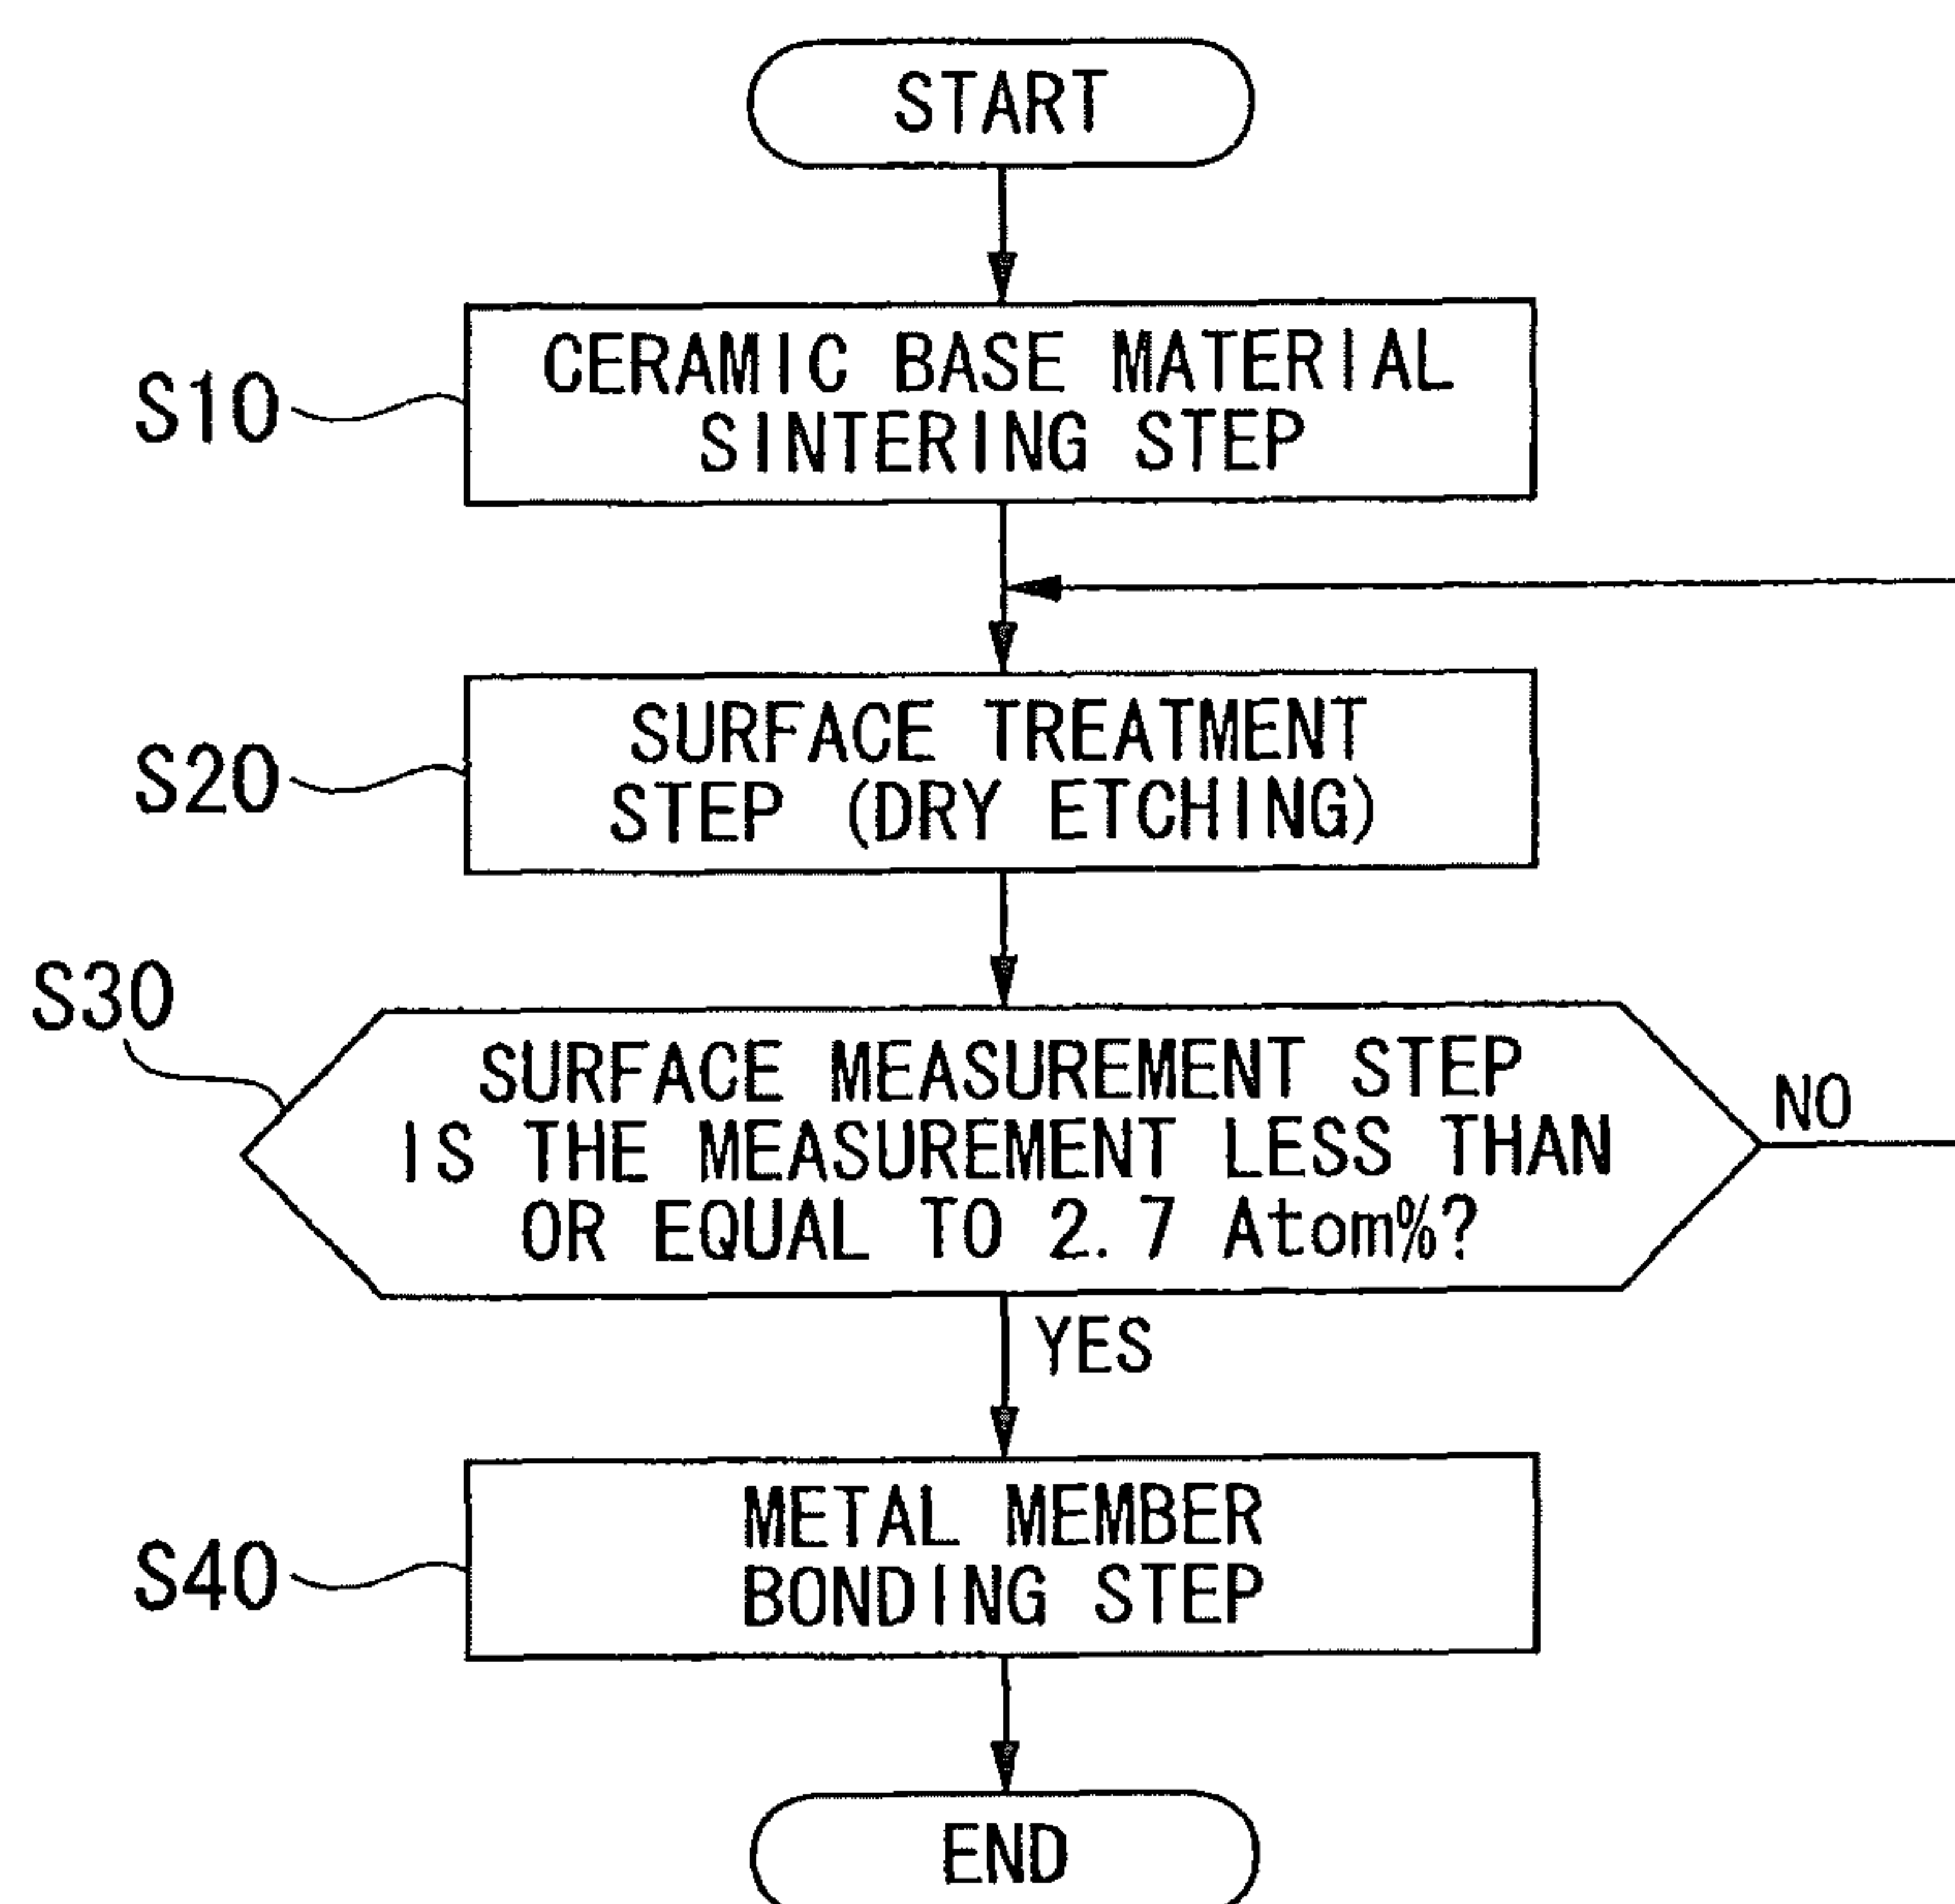 START
S10
CERAMIC BASE MATERIAL
SINTERING STEP
S20
SURFACE TREATMENT
STEP (DRY ETCHING)
S30
SURFACE MEASUREMENT STEP
IS THE MEASUREMENT LESS THAN
OR EQUAL TO 2.7 Atom%?
NO
YES
S40
METAL MEMBER
BONDING STEP
END